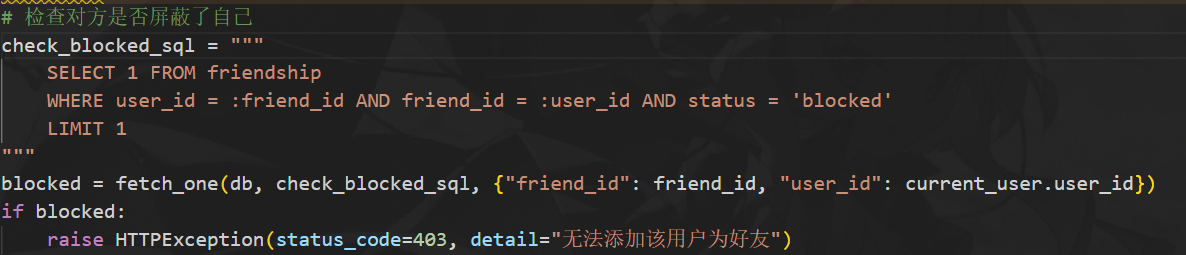 # 检查对方是否屏蔽了自己
check_blocked_sql = """
    SELECT 1 FROM friendship
    WHERE user_id = :friend_id AND friend_id = :user_id AND status = 'blocked'
    LIMIT 1
"""
blocked = fetch_one(db, check_blocked_sql, {"friend_id": friend_id, "user_id": current_user.user_id})
if blocked:
    raise HTTPException(status_code=403, detail="无法添加该用户为好友")